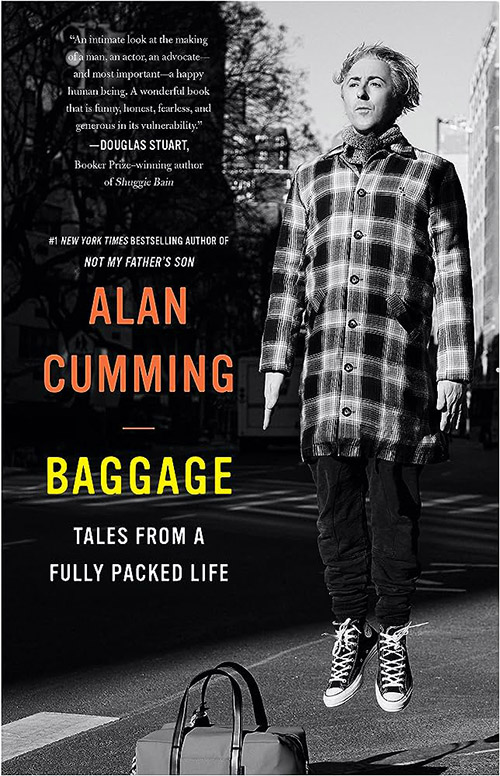 “An intimate look at the making
of a man, an actor, an advocate—
and most important—a happy
human being. A wonderful book
that is funny, honest, fearless, and
generous in its vulnerability.”
—DOUGLAS STUART,
Booker Prize–winning author
of Shuggie Bain
#1 NEW YORK TIMES BESTSELLING AUTHOR OF
NOT MY FATHER’S SON
ALAN
CUMMING
BAGGAGE
TALES FROM A
FULLY PACKED LIFE